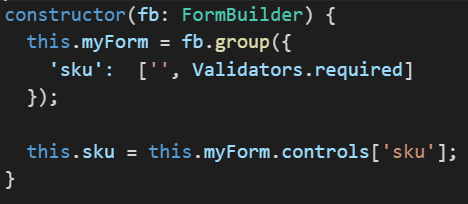 constructor(fb: FormBuilder) {
  this.myForm = fb.group({
    'sku':  ['', Validators.required]
  });

  this.sku = this.myForm.controls['sku'];
}